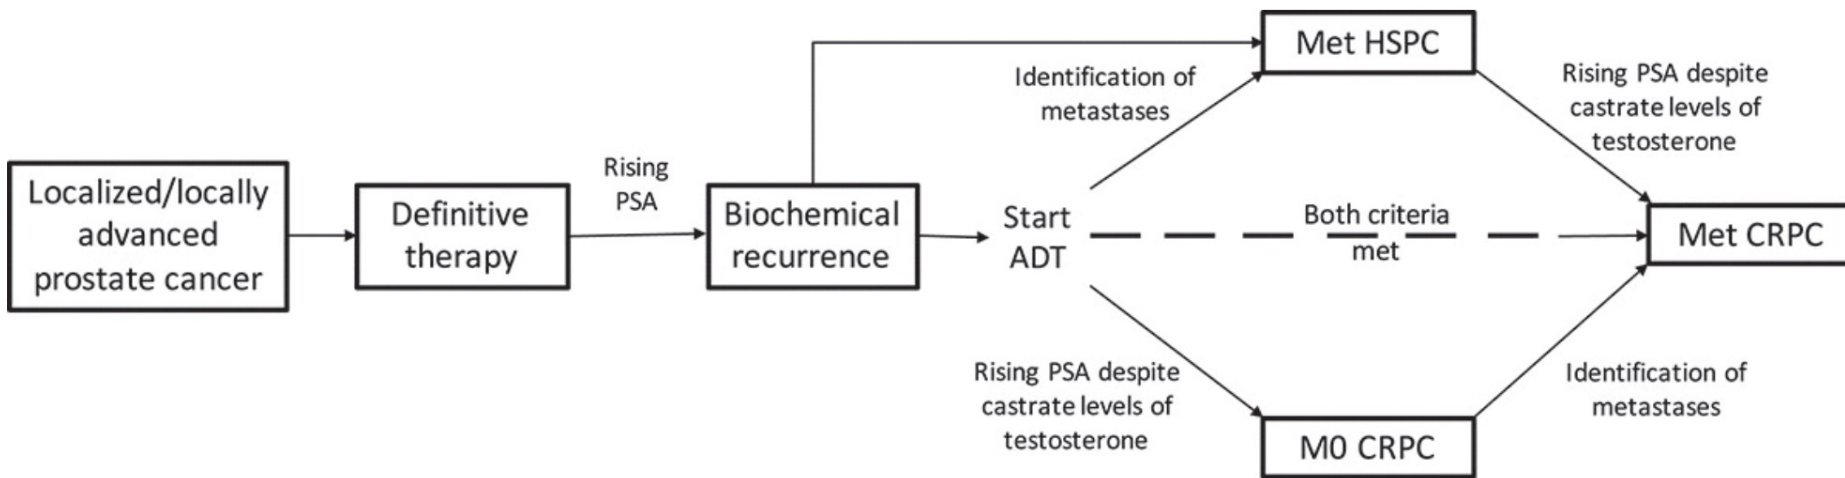 Localized/locally
advanced
prostate cancer
Definitive
therapy
Rising
PSA
Biochemical
recurrence
Start
ADT
Identification of
metastases
Met HSPC
Rising PSA despite
castrate levels of
testosterone
Both criteria
met
Met CRPC
Rising PSA despite
castrate levels of
testosterone
M0 CRPC
Identification of
metastases